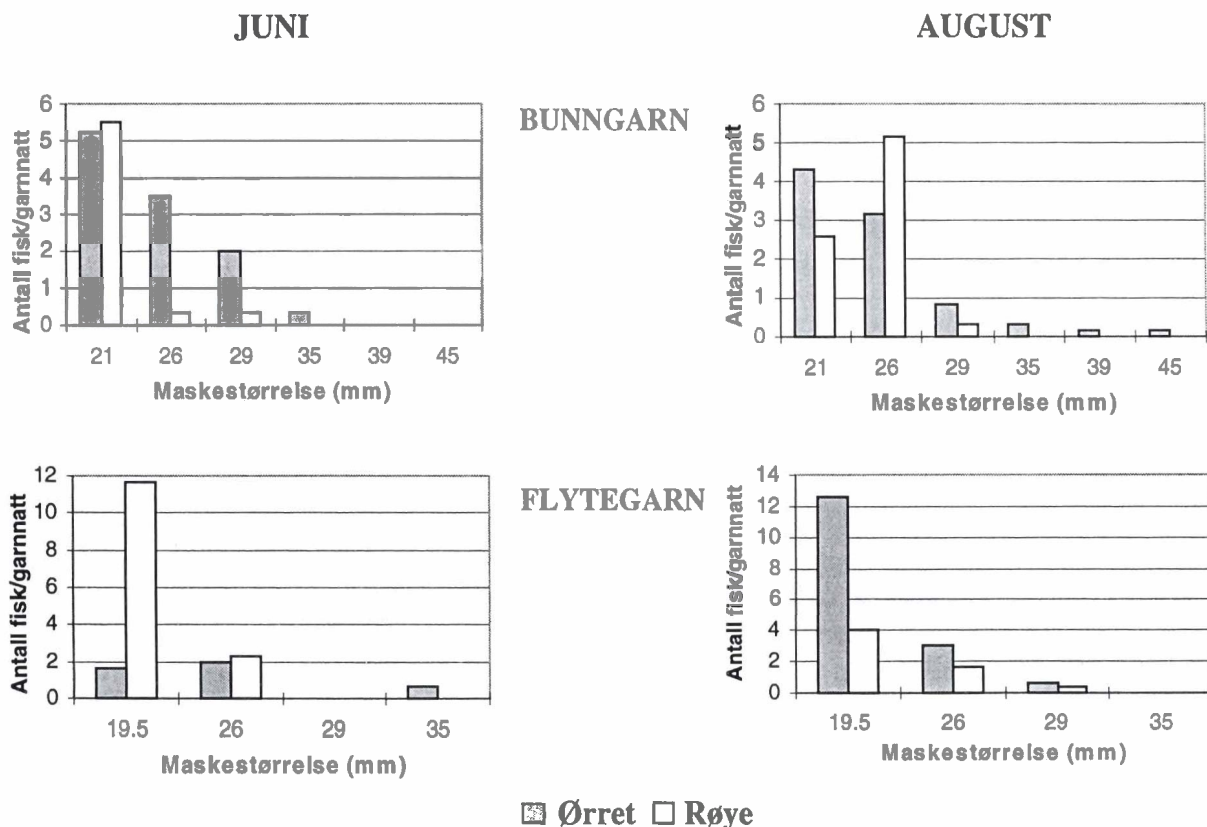 JUNI
AUGUST
BUNNGARN
Antall fisk/garnnatt
6
5
4
3
2
1
0
21 26 29 35 39 45
Maskestørrelse (mm)
Antall fisk/garnnatt
6
5
4
3
2
1
0
21 26 29 35 39 45
Maskestørrelse (mm)
FLYTEGARN
Antall fisk/garnnatt
12
10
8
6
4
2
0
19.5 26 29 35
Maskestørrelse (mm)
Antall fisk/garnnatt
14
12
10
8
6
4
2
0
19.5 26 29 35
Maskestørrelse (mm)
Ørret Røye